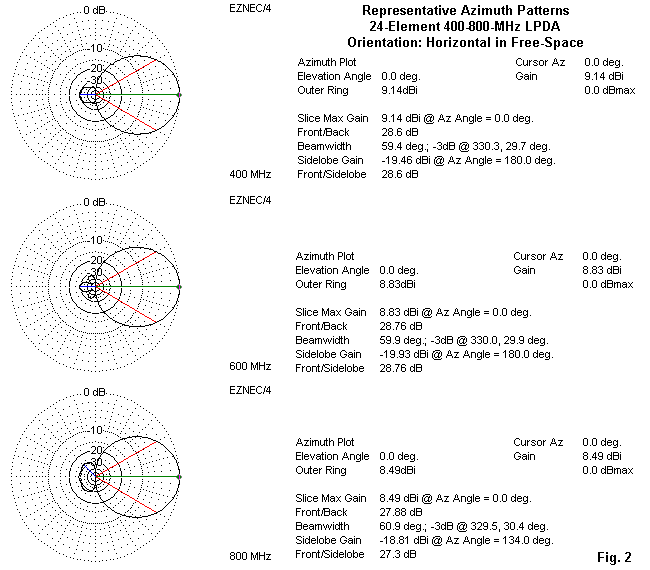 Representative Azimuth Patterns
24-Element 400-800-MHz LPDA
Orientation: Horizontal in Free-Space
0 dB
EZNEC/4
-10
-20
-30
400 MHz
Azimuth Plot
Cursor Az 0.0 deg.
Elevation Angle 0.0 deg.
Gain 9.14 dBi
Outer Ring 9.14dBi
0.0 dBmax
Slice Max Gain 9.14 dBi @ Az Angle = 0.0 deg.
Front/Back 28.6 dB
Beamwidth 59.4 deg.; -3dB @ 330.3, 29.7 deg.
Sidelobe Gain -19.46 dBi @ Az Angle = 180.0 deg.
Front/Sidelobe 28.6 dB
0 dB
EZNEC/4
-10
-20
-30
600 MHz
Azimuth Plot
Cursor Az 0.0 deg.
Elevation Angle 0.0 deg.
Gain 8.83 dBi
Outer Ring 8.83dBi
0.0 dBmax
Slice Max Gain 8.83 dBi @ Az Angle = 0.0 deg.
Front/Back 28.76 dB
Beamwidth 59.9 deg.; -3dB @ 330.0, 29.9 deg.
Sidelobe Gain -19.93 dBi @ Az Angle = 180.0 deg.
Front/Sidelobe 28.76 dB
0 dB
EZNEC/4
-10
-20
-30
800 MHz
Azimuth Plot
Cursor Az 0.0 deg.
Elevation Angle 0.0 deg.
Gain 8.49 dBi
Outer Ring 8.49dBi
0.0 dBmax
Slice Max Gain 8.49 dBi @ Az Angle = 0.0 deg.
Front/Back 27.88 dB
Beamwidth 60.9 deg.; -3dB @ 329.5, 30.4 deg.
Sidelobe Gain -18.81 dBi @ Az Angle = 134.0 deg.
Front/Sidelobe 27.3 dB
Fig. 2